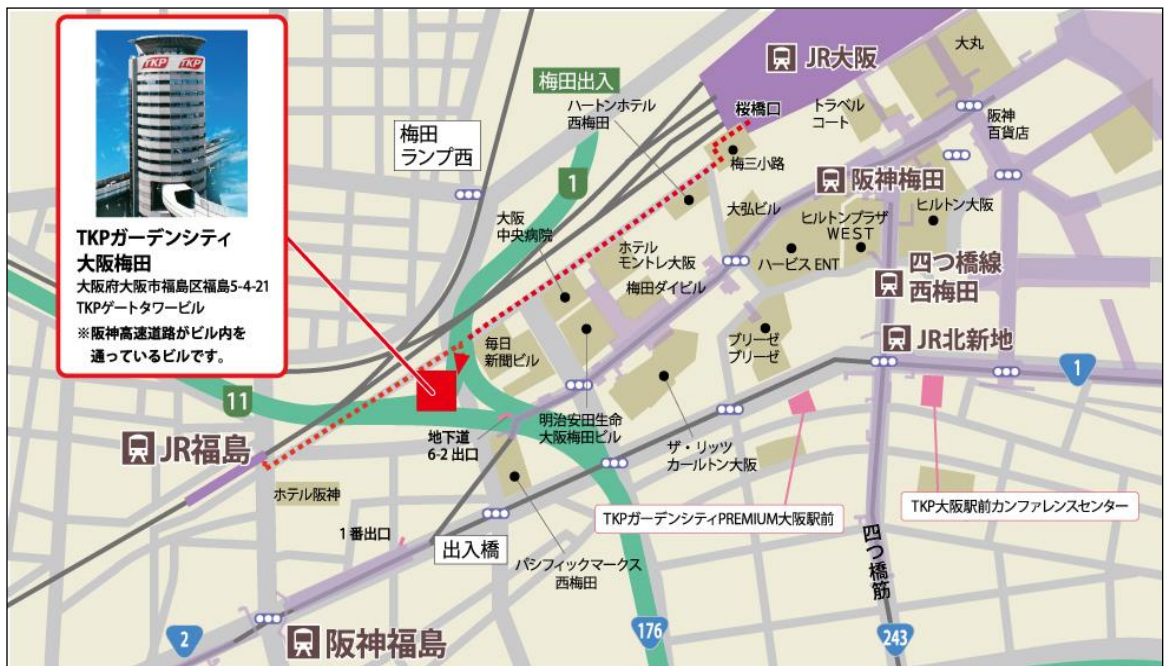 TKP
TKP
TKPガーデンシティ
大阪梅田
大阪府大阪市福島区福島5-4-21
TKPゲートタワービル
※阪神高速道路がビル内を
通っているビルです。
梅田
ランプ西
梅田出入
1
ハートンホテル
西梅田
JR大阪
桜橋口
トラベル
コート
大丸
阪神
百貨店
梅三小路
阪神梅田
大阪
中央病院
大弘ビル
ヒルトンプラザ
WEST
ヒルトン大阪
ホテル
モントレ大阪
ハービス ENT
四つ橋線
西梅田
梅田ダイビル
毎日
新聞ビル
ブリーゼ
ブリーゼ
JR北新地
1
11
JR福島
地下道
6-2 出口
明治安田生命
大阪梅田ビル
ザ・リッツ
カールトン大阪
ホテル阪神
TKPガーデンシティPREMIUM大阪駅前
TKP大阪駅前カンファレンスセンター
1番出口
出入橋
パシフィックマークス
西梅田
四つ橋筋
2
阪神福島
176
243